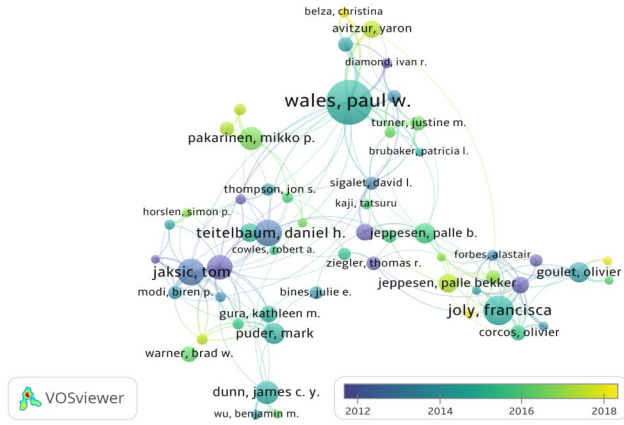 belza, christina
avitzur, yaron
diamond, ivan r.
wales, paul w.
turner, justine m.
pakarinen, mikko p.
brubaker, patricia l.
thompson, jon s.
sigalet, david l.
kaji, tatsuru
horslen, simon p.
teitelbaum, daniel h.
jeppesen, palle b.
cowles, robert a.
forbes, alastair
ziegler, thomas r.
jaksic, tom
goulet, olivier
jeppesen, palle bekker
modi, biren p.
bines, julie e.
joly, francisca
gura, kathleen m.
puder, mark
corcos, olivier
warner, brad w.
dunn, james c. y.
wu, benjamin m.
VOSviewer
2012 2014 2016 2018